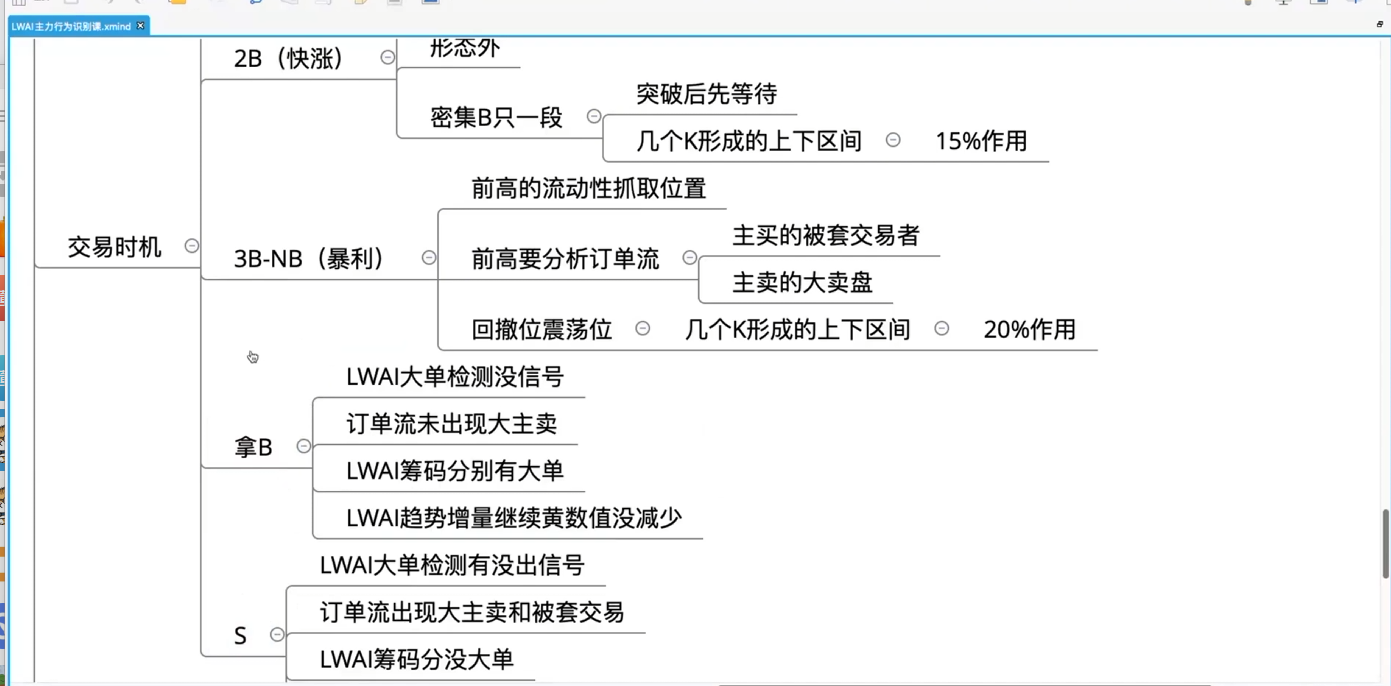 LWAI主力行为识别课.xmind
形态外
2B（快涨）
突破后先等待
密集B只一段
几个K形成的上下区间
15%作用
前高的流动性抓取位置
主买的被套交易者
交易时机
3B-NB（暴利）
前高要分析订单流
主卖的大卖盘
回撤位震荡位
几个K形成的上下区间
20%作用
LWAI大单检测没信号
订单流未出现大主卖
拿B
LWAI筹码分别有大单
LWAI趋势增量继续黄数值没减少
LWAI大单检测有没出信号
订单流出现大主卖和被套交易
S
LWAI筹码分没大单